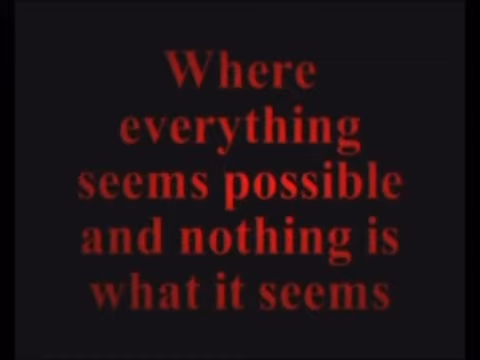 Where
everything
seems possible
and nothing is
what it seems